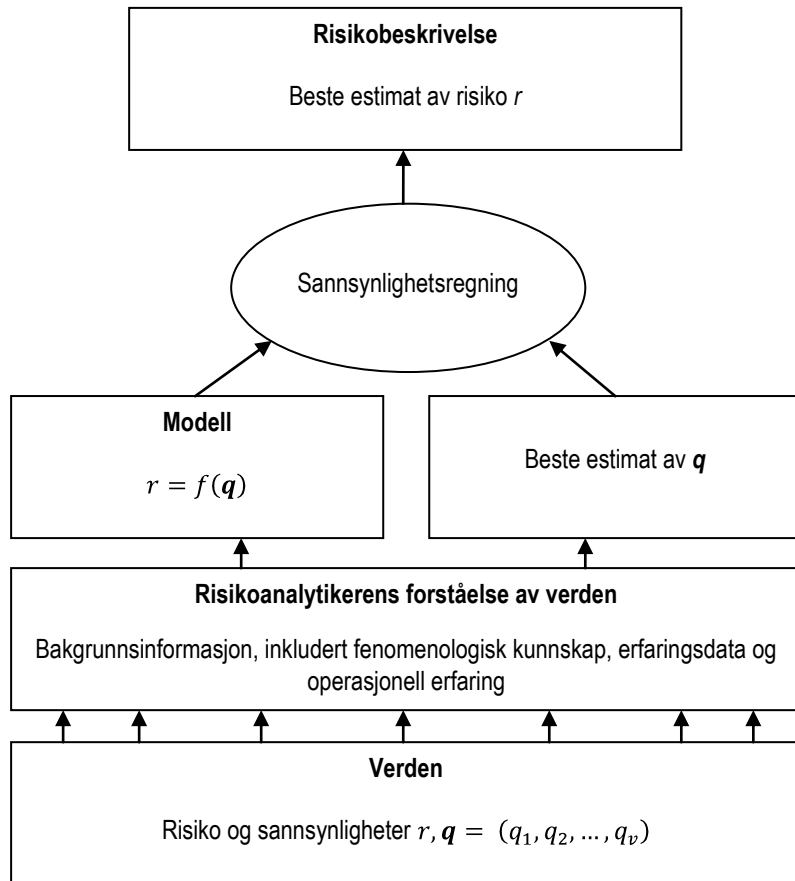 Risikobeskrivelse
Beste estimat av risiko r
Sannsynlighetsregning
Modell
r = f(q)
Beste estimat av q
Risikoanalytikerens forståelse av verden
Bakgrunnsinformasjon, inkludert fenomenologisk kunnskap, erfaringsdata og
operasjonell erfaring
Verden
Risiko og sannsynligheter r, q = (q₁, q₂, ..., qᵥ)